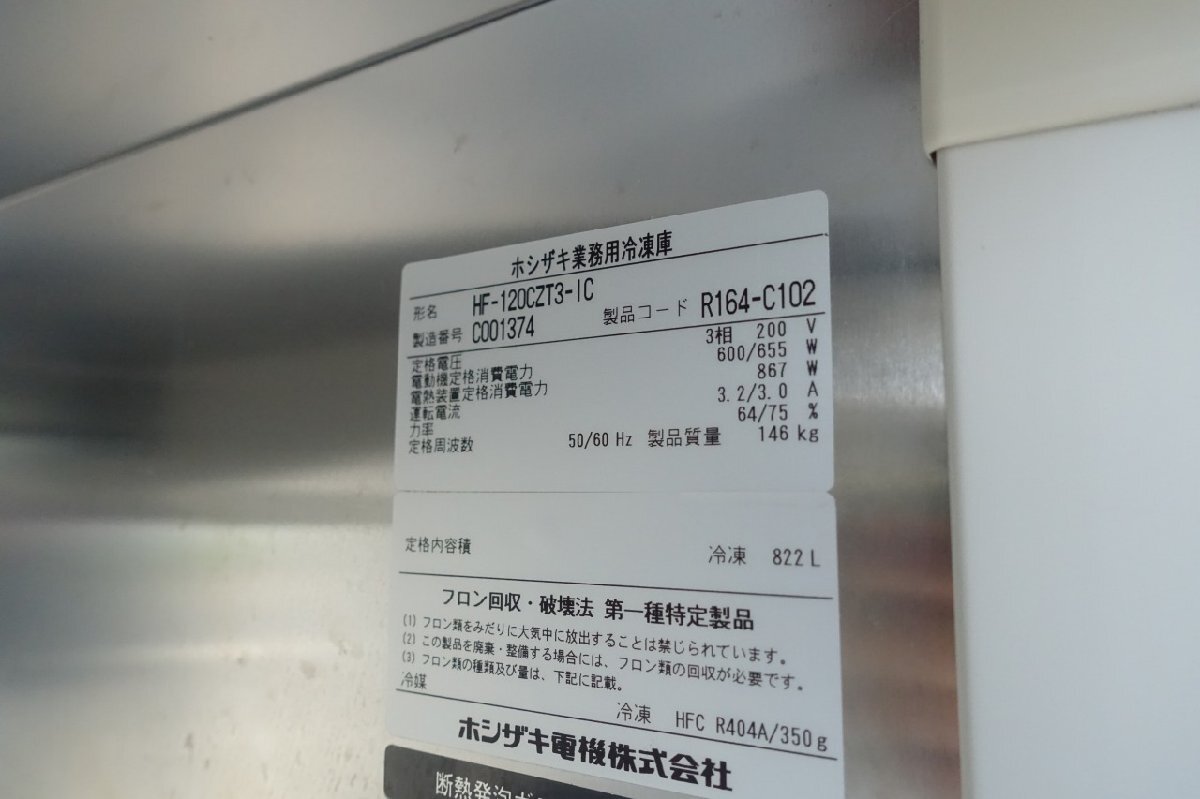 ホシザキ業務用冷凍庫
形名 HF-120CZT3-1C
製造番号 C001374 製品コード R164-C102
定格電圧 3相 200 V
電動機定格消費電力 600/655 W
電熱装置定格消費電力 867 W
運転電流 3.2/3.0 A
力率 64/75 %
定格周波数 50/60 Hz 製品質量 146 kg
定格内容積 冷凍 822 L
フロン回収・破壊法 第一種特定製品
(1) フロン類をみだりに大気中に放出することは禁じられています。
(2) この製品を廃棄・整備する場合には、フロン類の回収が必要です。
(3) フロン類の種類及び量は、下記に記載。
冷媒 冷凍 HFC R404A/350g
ホシザキ電機株式会社
断熱発泡ガ